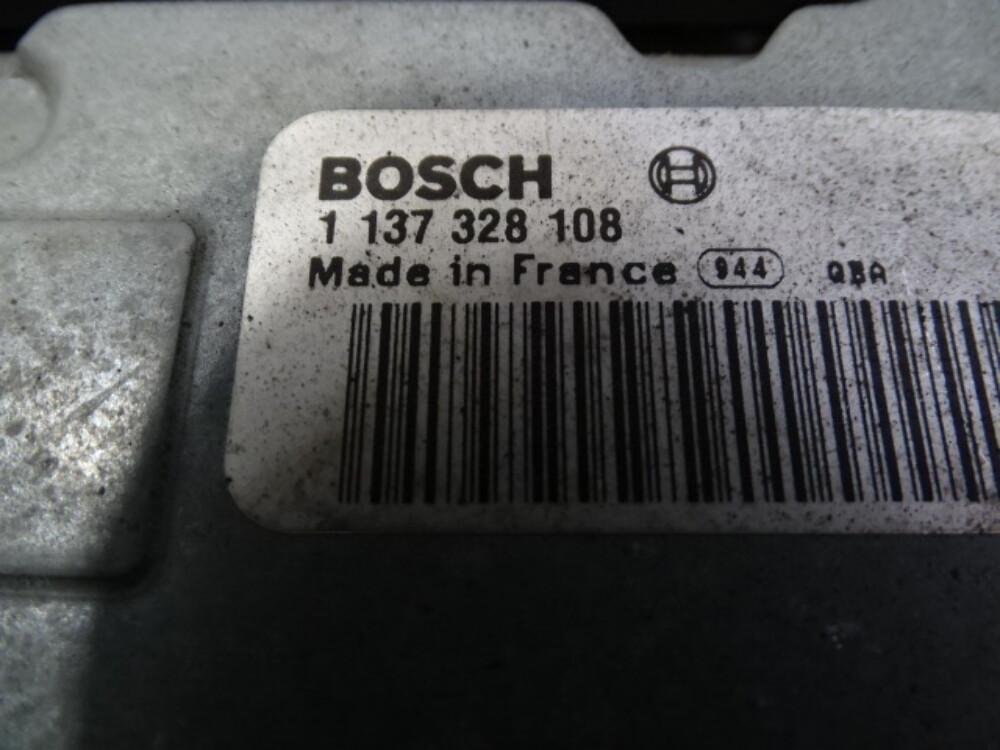 BOSCH
1 137 328 108
Made in France 944 QBA